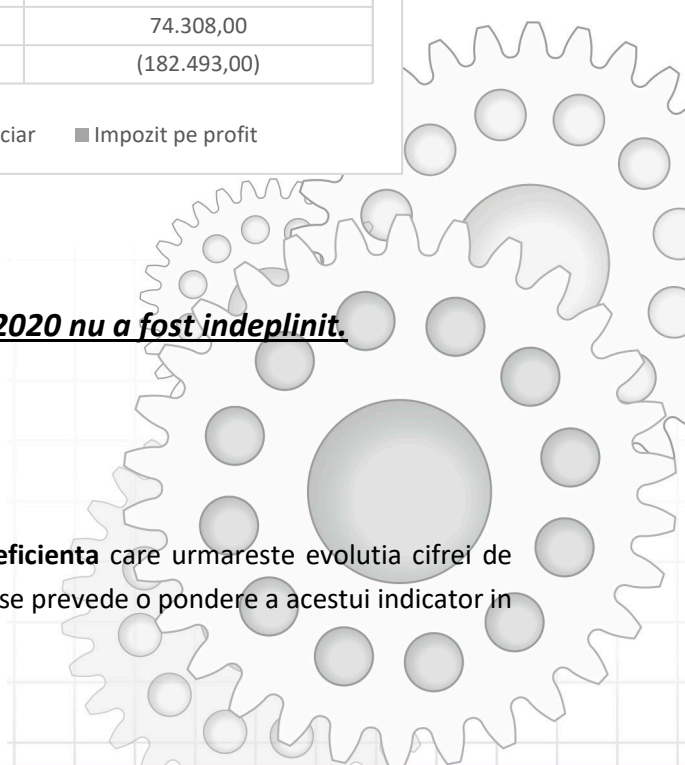 74.308,00
(182.493,00)
ciar Impozit pe profit
2020 nu a fost indeplinit.
eficienta care urmareste evolutia cifrei de
se prevede o pondere a acestui indicator in